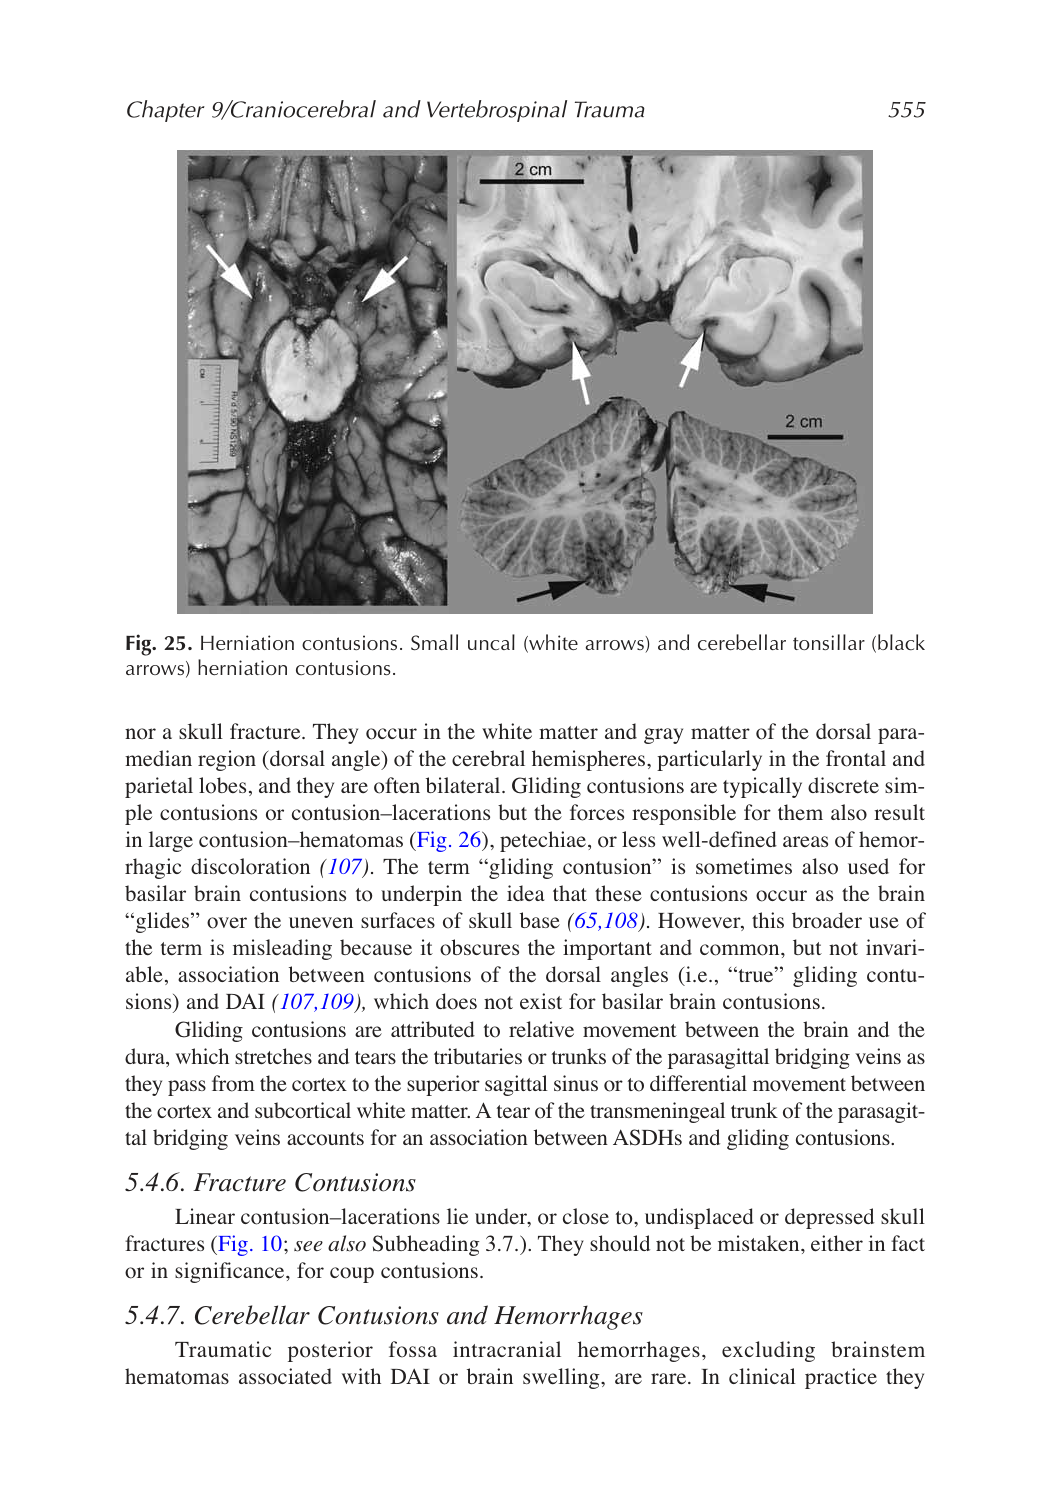 Chapter 9/Craniocerebral and Vertebrospinal Trauma 555
2 cm
CM
2 cm
Fig. 25. Herniation contusions. Small uncal (white arrows) and cerebellar tonsillar (black
arrows) herniation contusions.
nor a skull fracture. They occur in the white matter and gray matter of the dorsal para-
median region (dorsal angle) of the cerebral hemispheres, particularly in the frontal and
parietal lobes, and they are often bilateral. Gliding contusions are typically discrete sim-
ple contusions or contusion–lacerations but the forces responsible for them also result
in large contusion–hematomas (Fig. 26), petechiae, or less well-defined areas of hemor-
rhagic discoloration (107). The term “gliding contusion” is sometimes also used for
basilar brain contusions to underpin the idea that these contusions occur as the brain
“glides” over the uneven surfaces of skull base (65,108). However, this broader use of
the term is misleading because it obscures the important and common, but not invari-
able, association between contusions of the dorsal angles (i.e., “true” gliding contu-
sions) and DAI (107,109), which does not exist for basilar brain contusions.
Gliding contusions are attributed to relative movement between the brain and the
dura, which stretches and tears the tributaries or trunks of the parasagittal bridging veins as
they pass from the cortex to the superior sagittal sinus or to differential movement between
the cortex and subcortical white matter. A tear of the transmeningeal trunk of the parasagit-
tal bridging veins accounts for an association between ASDHs and gliding contusions.
5.4.6. Fracture Contusions
Linear contusion–lacerations lie under, or close to, undisplaced or depressed skull
fractures (Fig. 10; see also Subheading 3.7.). They should not be mistaken, either in fact
or in significance, for coup contusions.
5.4.7. Cerebellar Contusions and Hemorrhages
Traumatic posterior fossa intracranial hemorrhages, excluding brainstem
hematomas associated with DAI or brain swelling, are rare. In clinical practice they